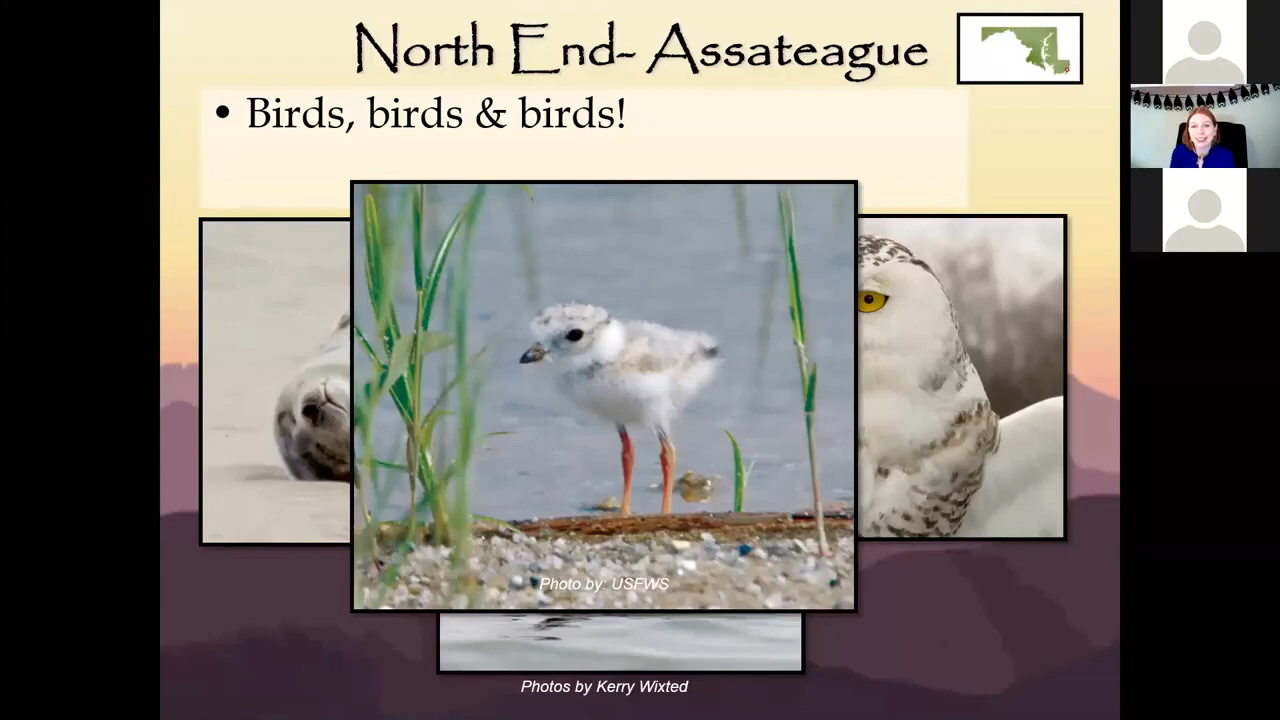 North End- Assateague
• Birds, birds & birds!
Photo by: USFWS
Photos by Kerry Wixted